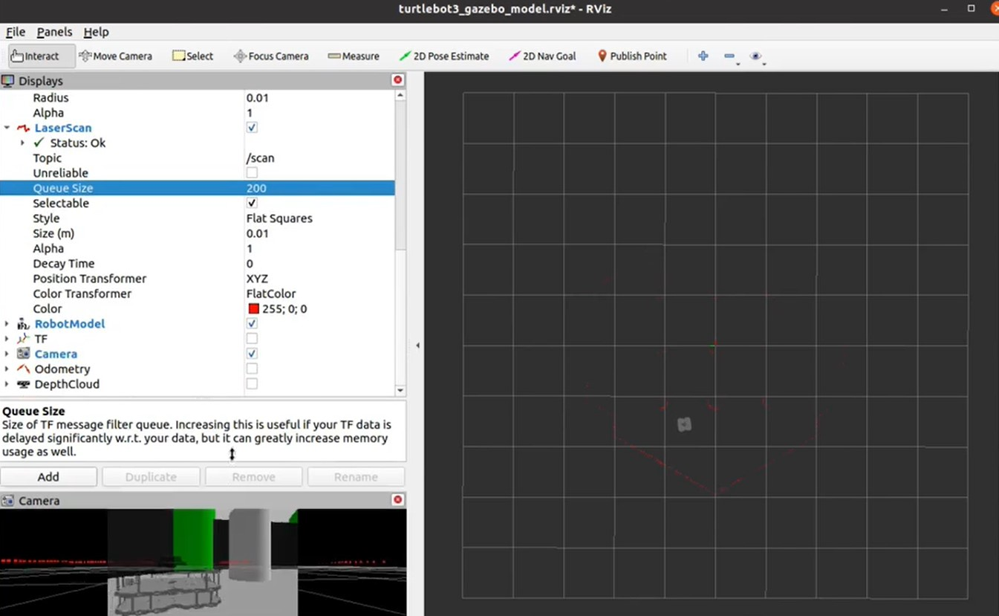 turtlebot3_gazebo_model.rviz* - RViz
File Panels Help
Interact Move Camera Select Focus Camera Measure 2D Pose Estimate 2D Nav Goal Publish Point
Displays
Radius 0.01
Alpha 1
LaserScan
Status: Ok
Topic /scan
Unreliable
Queue Size 200
Selectable
Style Flat Squares
Size (m) 0.01
Alpha 1
Decay Time 0
Position Transformer XYZ
Color Transformer FlatColor
Color 255; 0; 0
RobotModel
TF
Camera
Odometry
DepthCloud
Queue Size
Size of TF message filter queue. Increasing this is useful if your TF data is
delayed significantly w.r.t. your data, but it can greatly increase memory
usage as well.
Add Duplicate Remove Rename
Camera